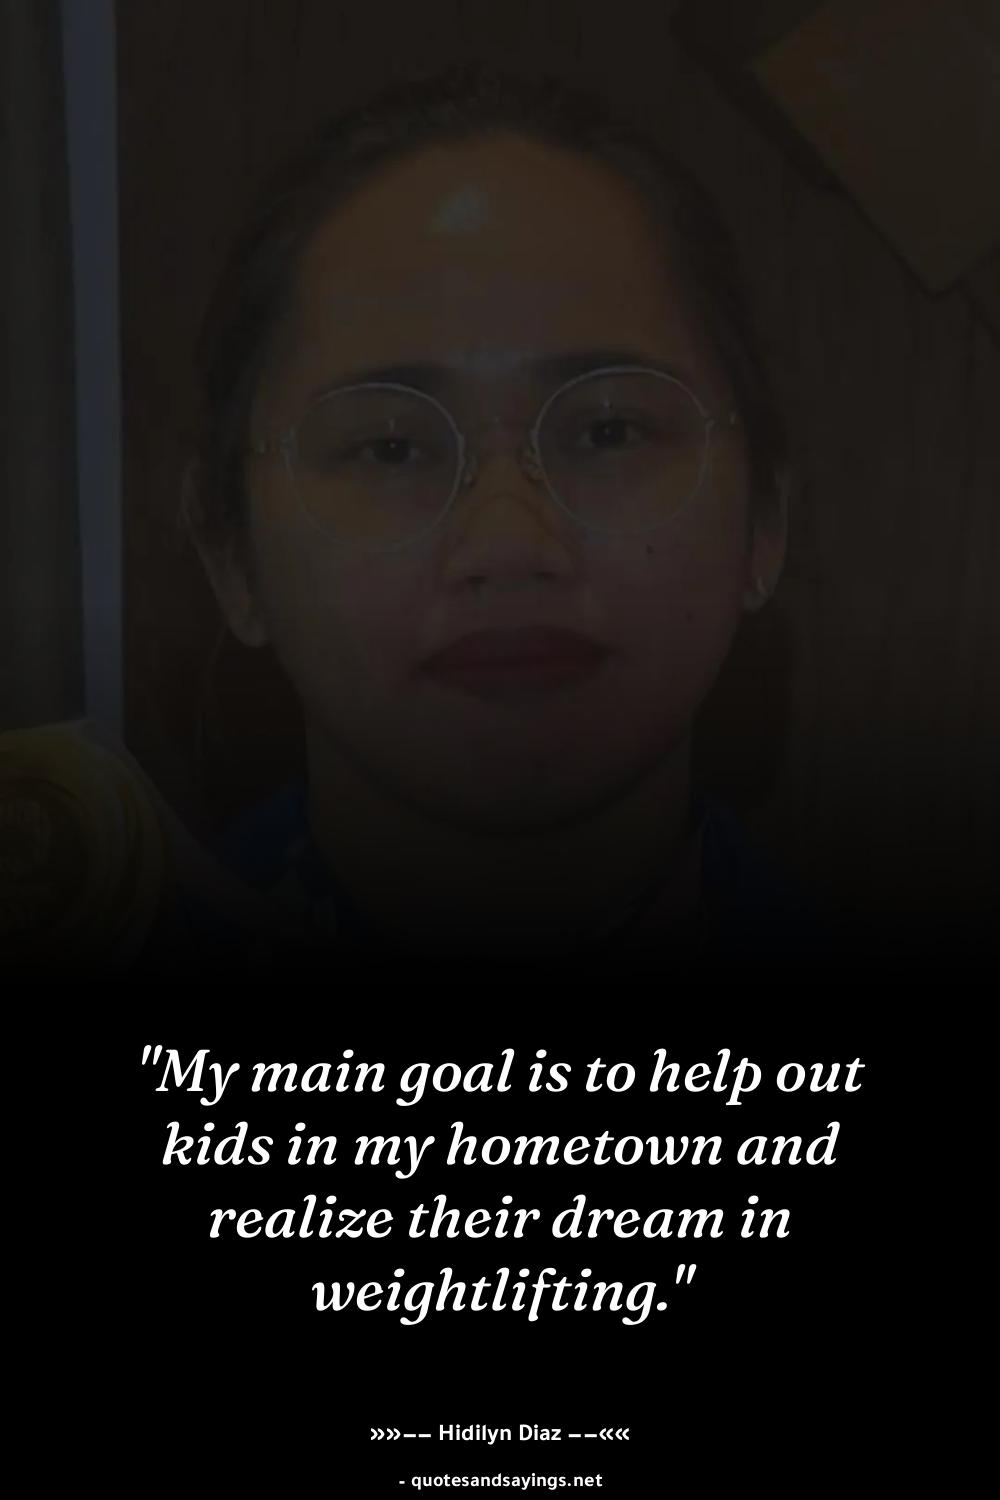 "My main goal is to help out
kids in my hometown and
realize their dream in
weightlifting."
»»−− Hidilyn Diaz −−««
- quotesandsayings.net